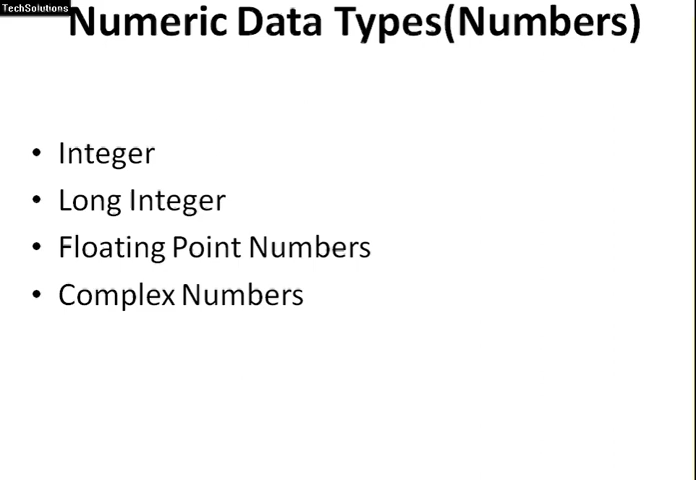 TechSolutions
Numeric Data Types(Numbers)
• Integer
• Long Integer
• Floating Point Numbers
• Complex Numbers